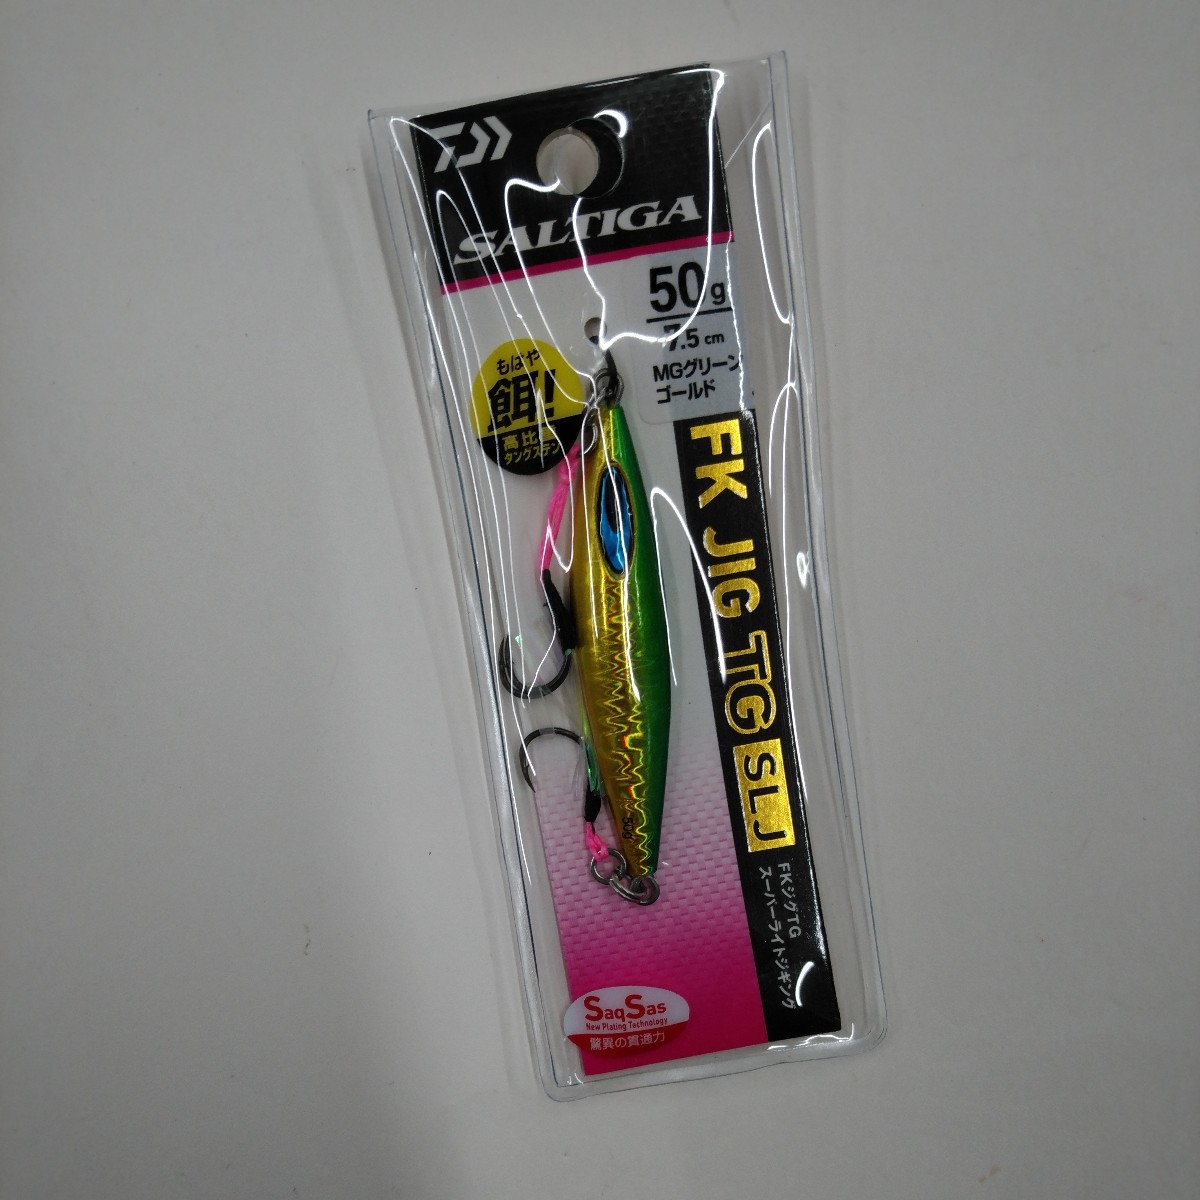 SALTIGA
50g
7.5cm
MGグリーン
ゴールド
もはや
餌!
高比
タングステン
FK JIG TG SLJ
FKジグTG
スーパーライトジギング
50g
SaqSas
New Plating Technology
驚異の貫通力